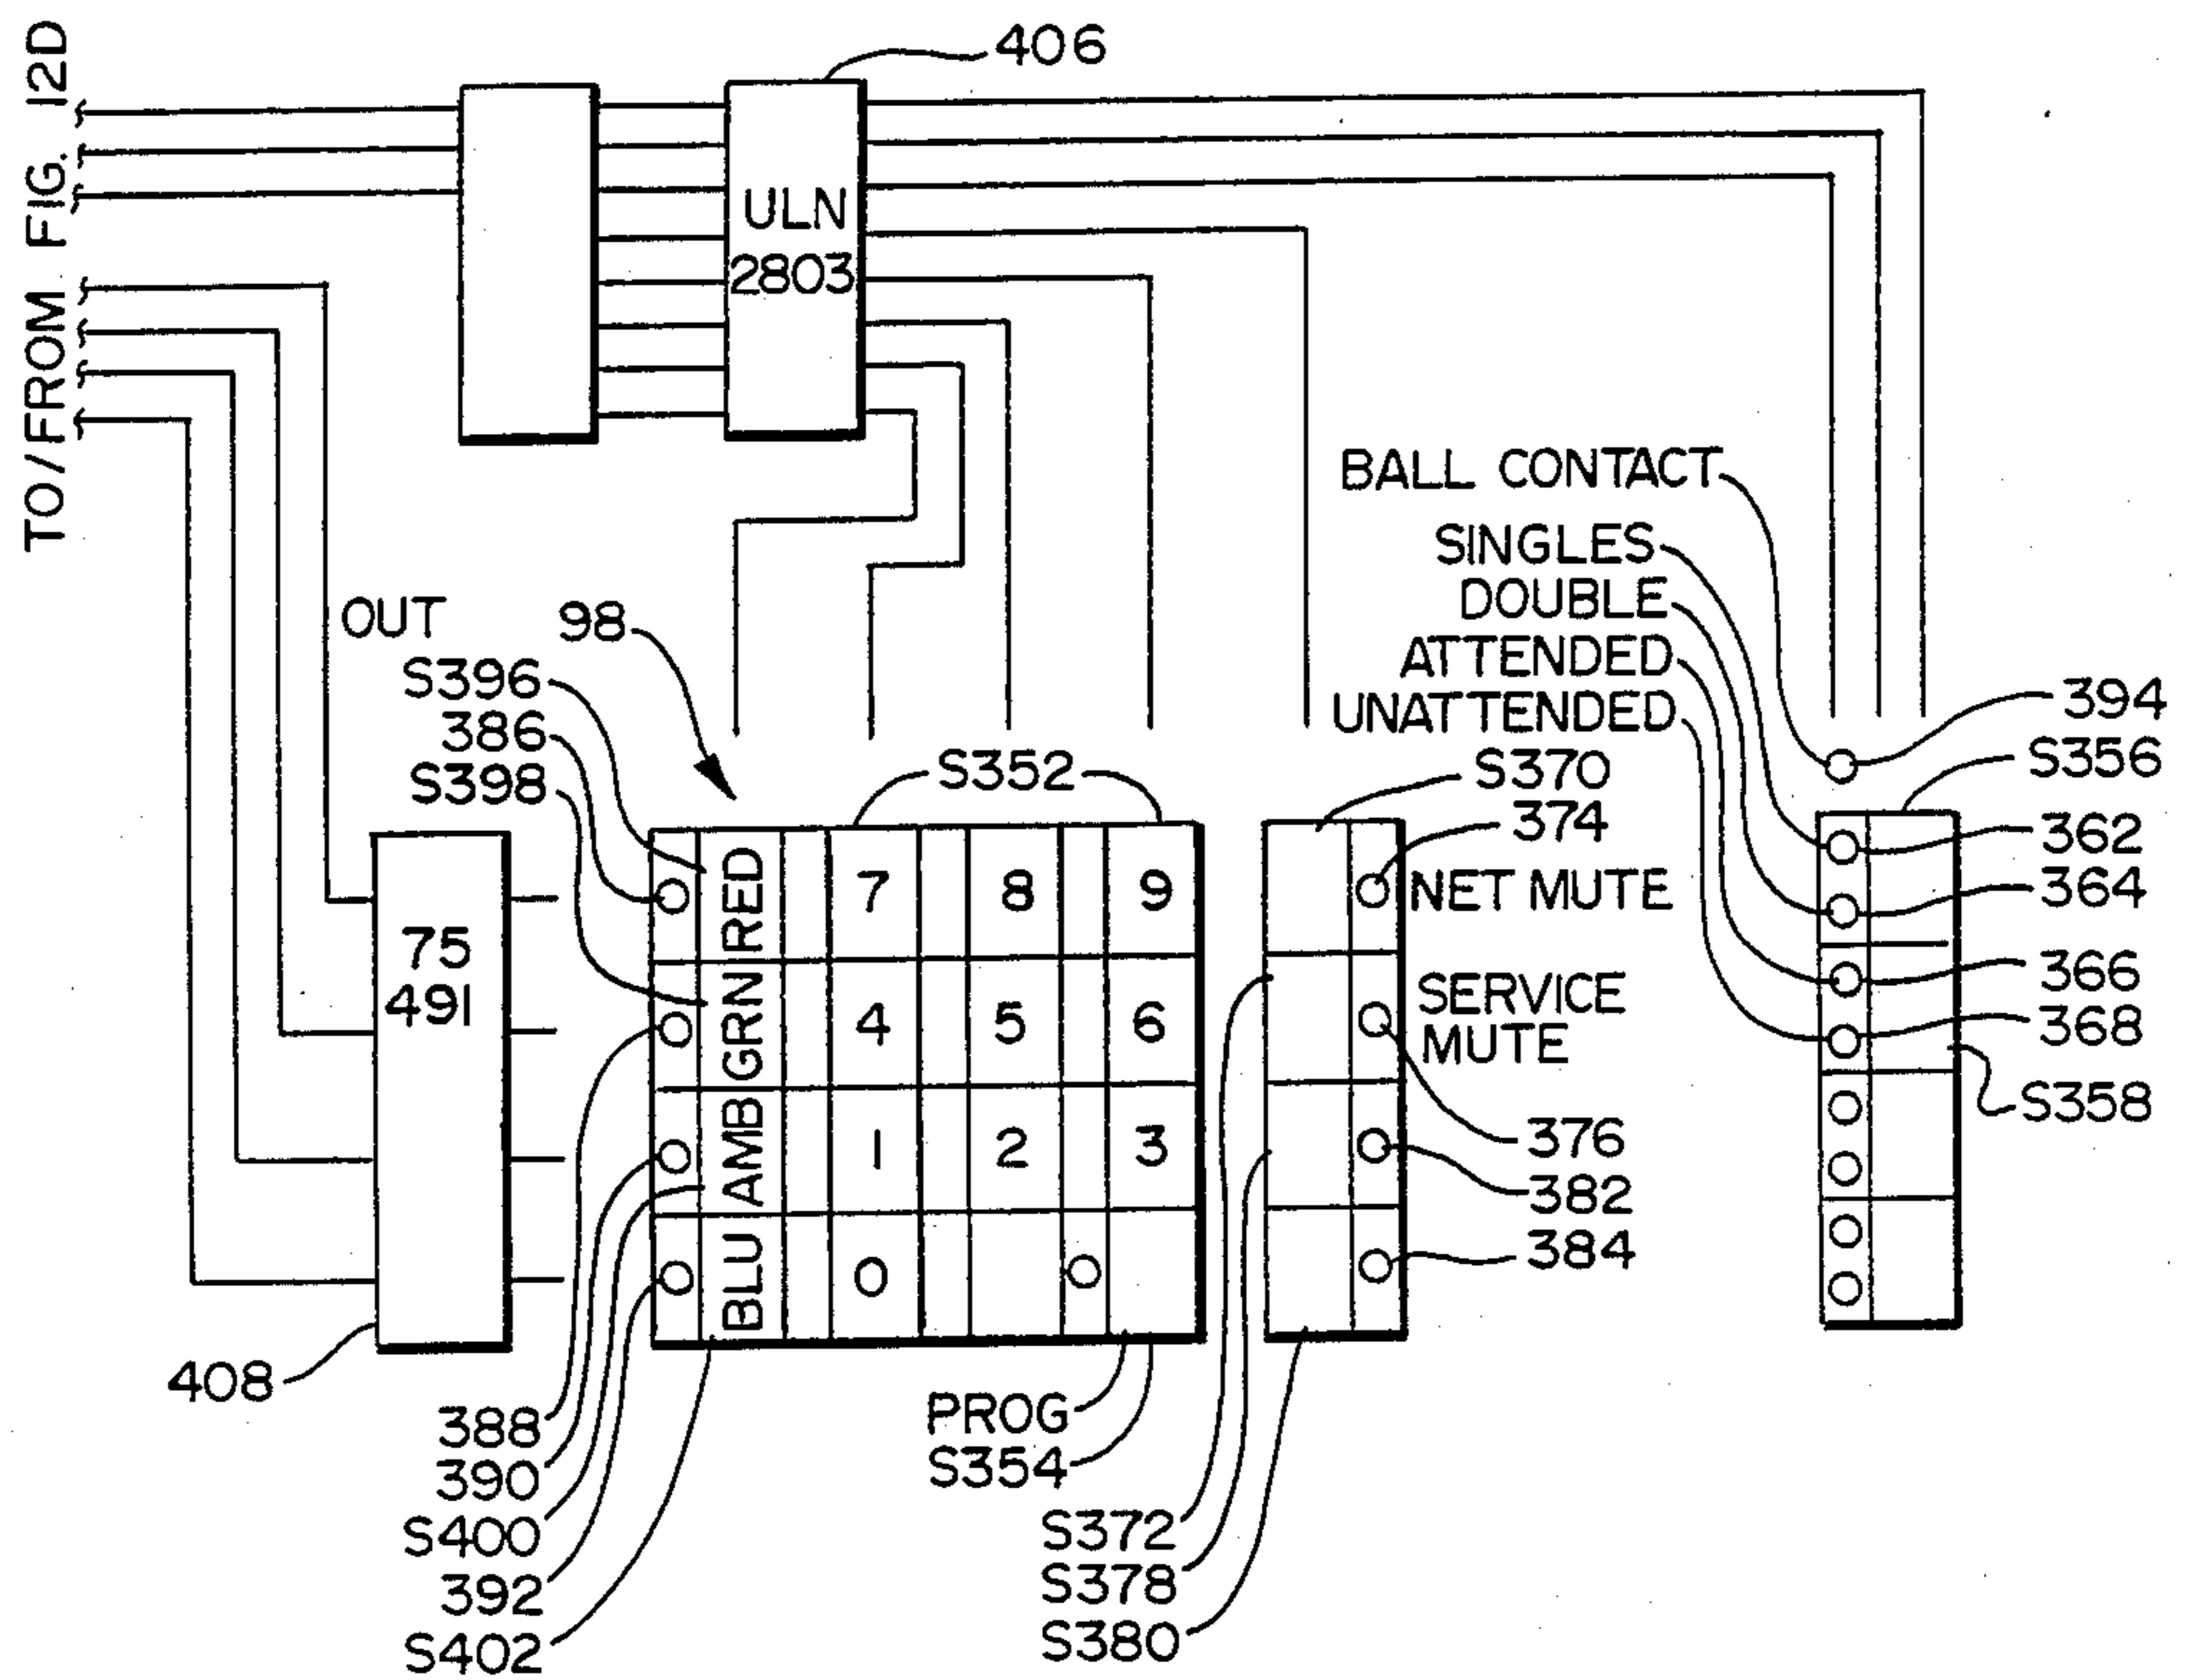 TO/FROM FIG. 12D
406
ULN
2803
BALL CONTACT
SINGLES
DOUBLE
ATTENDED
UNATTENDED
394
S356
362
364
366
368
S358
OUT
98
S396
386
S398
S352
S370
374
NET MUTE
SERVICE
MUTE
376
382
384
75
491
408
RED
GRN
AMB
BLU
7
8
9
4
5
6
1
2
3
0
PROG
S354
388
390
S400
392
S402
S372
S378
S380